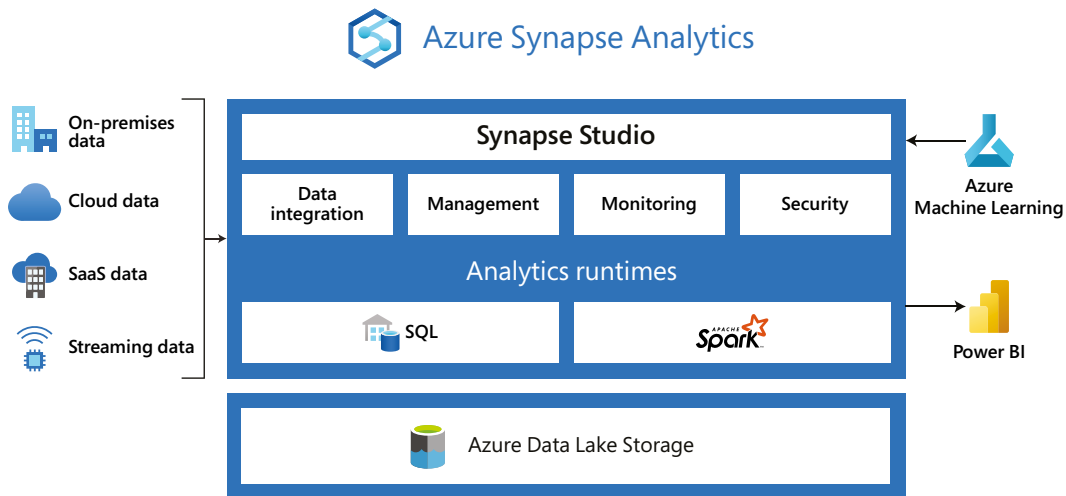 Azure Synapse Analytics
On-premises
data
Cloud data
SaaS data
Streaming data
Synapse Studio
Data
integration
Management
Monitoring
Security
Analytics runtimes
SQL
APACHE
Spark
Azure Data Lake Storage
Azure
Machine Learning
Power BI